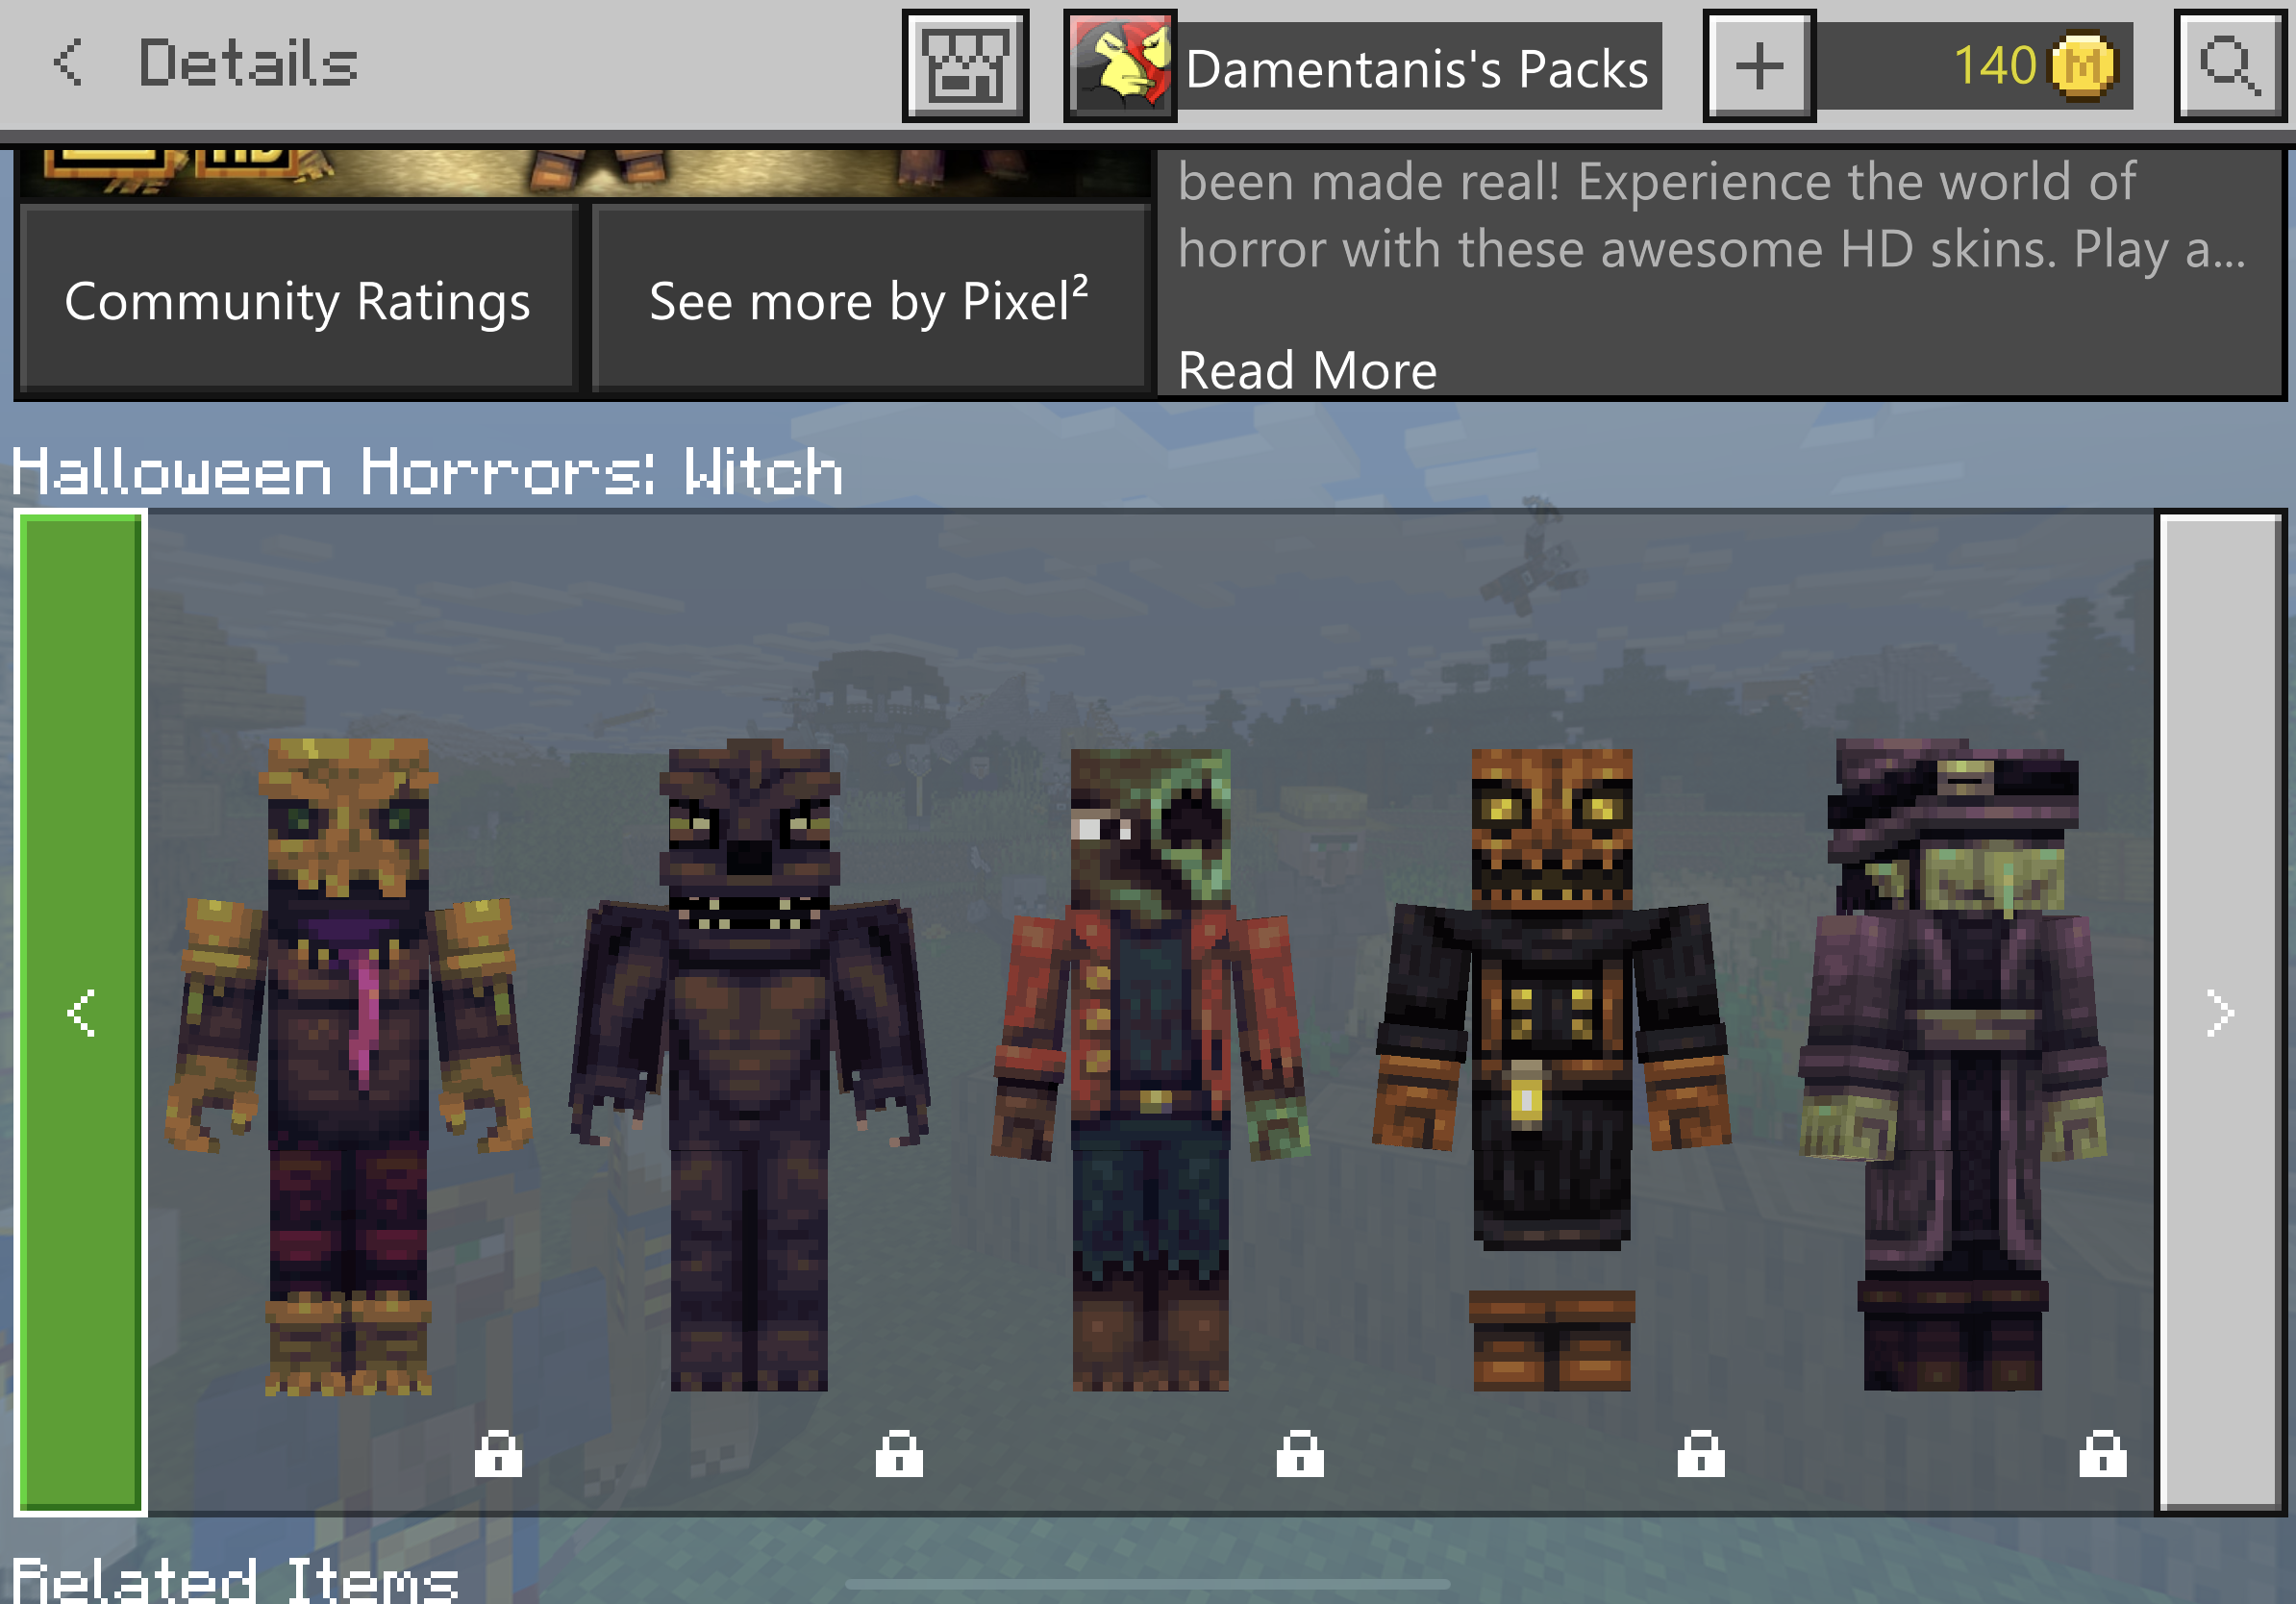 Details
Damentanis's Packs
140
HD
been made real! Experience the world of
horror with these awesome HD skins. Play a...
Community Ratings
See more by Pixel²
Read More
Halloween Horrors: Witch
Related Items